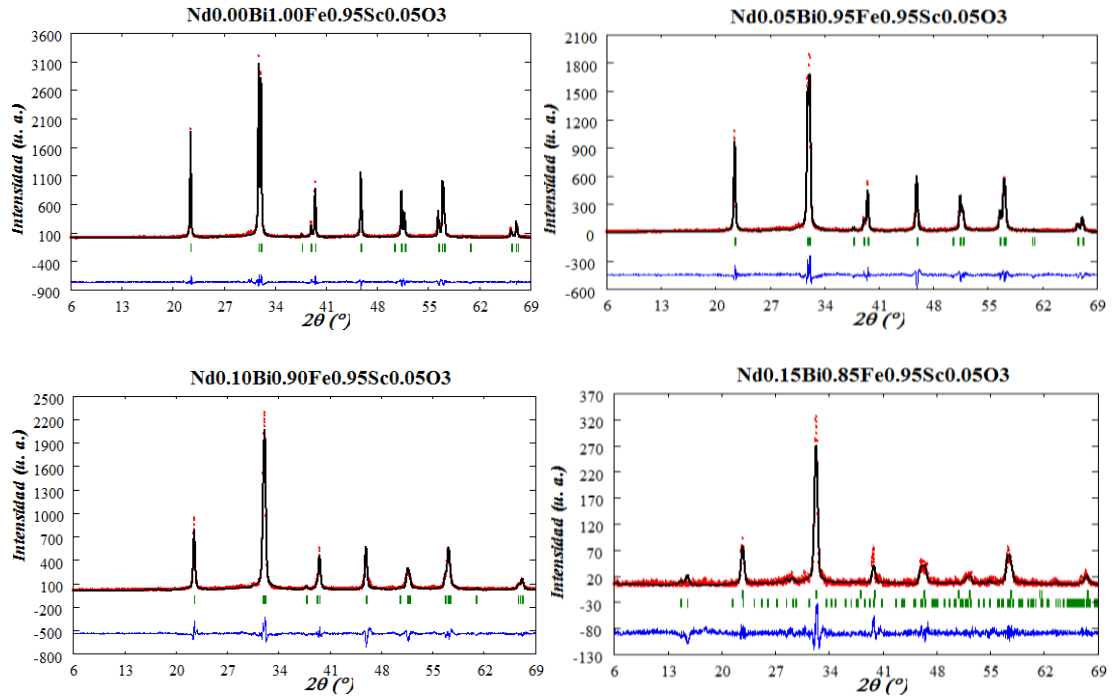 Nd0.00Bi1.00Fe0.95Sc0.05O3
Intensidad (u. a.)
3600
3100
2600
2100
1600
1100
600
100
-400
-900
6 13 20 27 34 41 48 55 62 69
2θ (°)
Nd0.05Bi0.95Fe0.95Sc0.05O3
Intensidad (u. a.)
2100
1800
1500
1200
900
600
300
0
-300
-600
6 13 20 27 34 41 48 55 62 69
2θ (°)
Nd0.10Bi0.90Fe0.95Sc0.05O3
Intensidad (u. a.)
2500
2200
1900
1600
1300
1000
700
400
100
-200
-500
-800
6 13 20 27 34 41 48 55 62 69
2θ (°)
Nd0.15Bi0.85Fe0.95Sc0.05O3
Intensidad (u. a.)
370
320
270
220
170
120
70
20
-30
-80
-130
6 13 20 27 34 41 48 55 62 69
2θ (°)